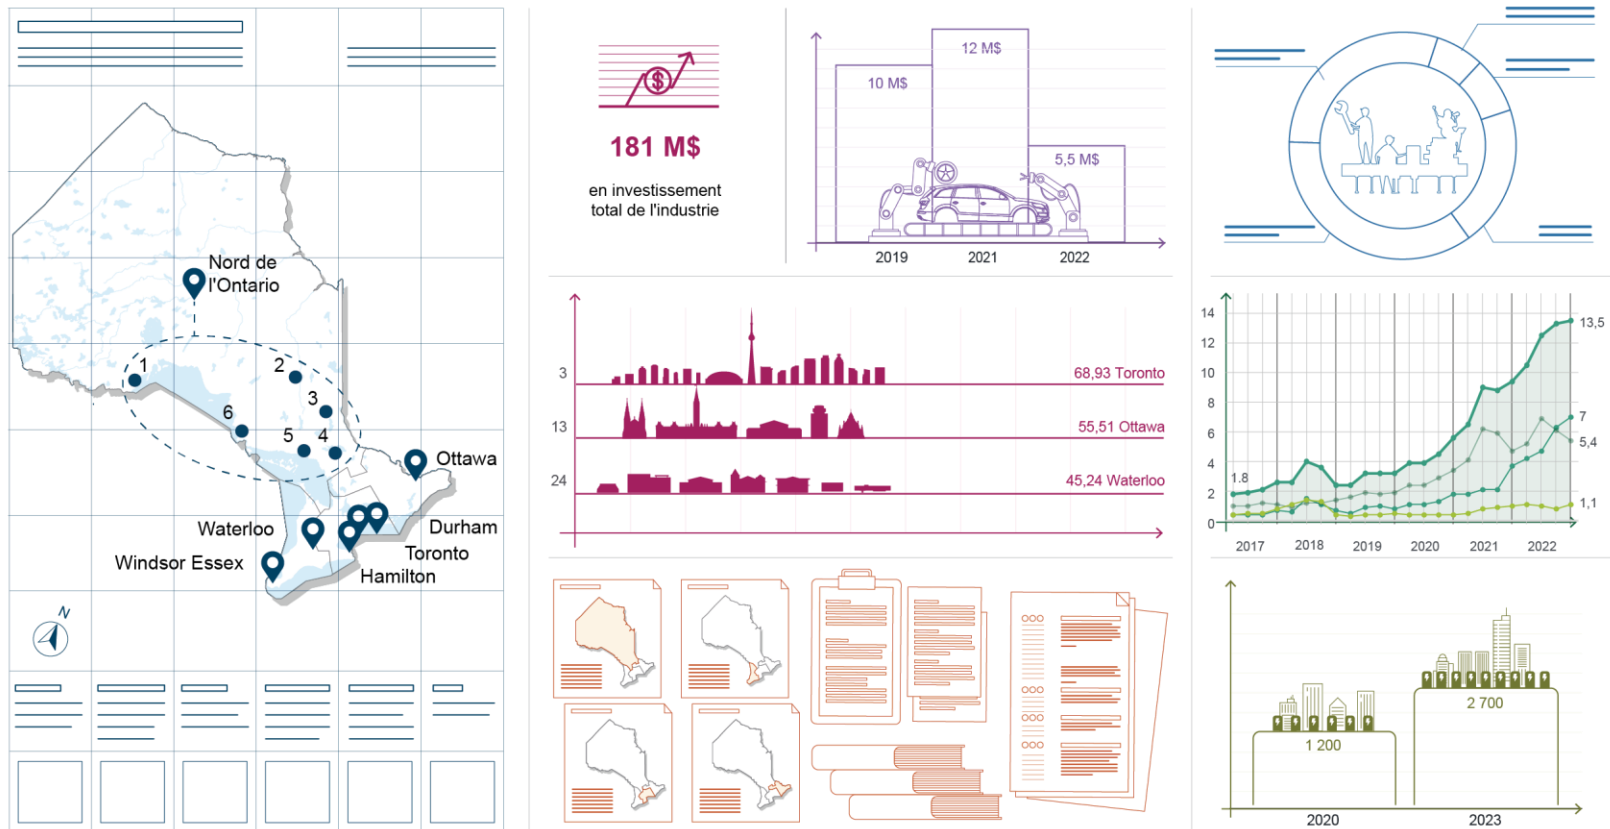 Nord de
l'Ontario
1
2
3
6
5
4
Ottawa
Waterloo
Durham
Toronto
Windsor Essex
Hamilton
N
$
181 M$
en investissement
total de l'industrie
10 M$
12 M$
5,5 M$
2019
2021
2022
3
68,93 Toronto
13
55,51 Ottawa
24
45,24 Waterloo
14
12
10
8
6
4
2
0
1.8
13,5
7
5,4
1,1
2017
2018
2019
2020
2021
2022
1 200
2 700
2020
2023